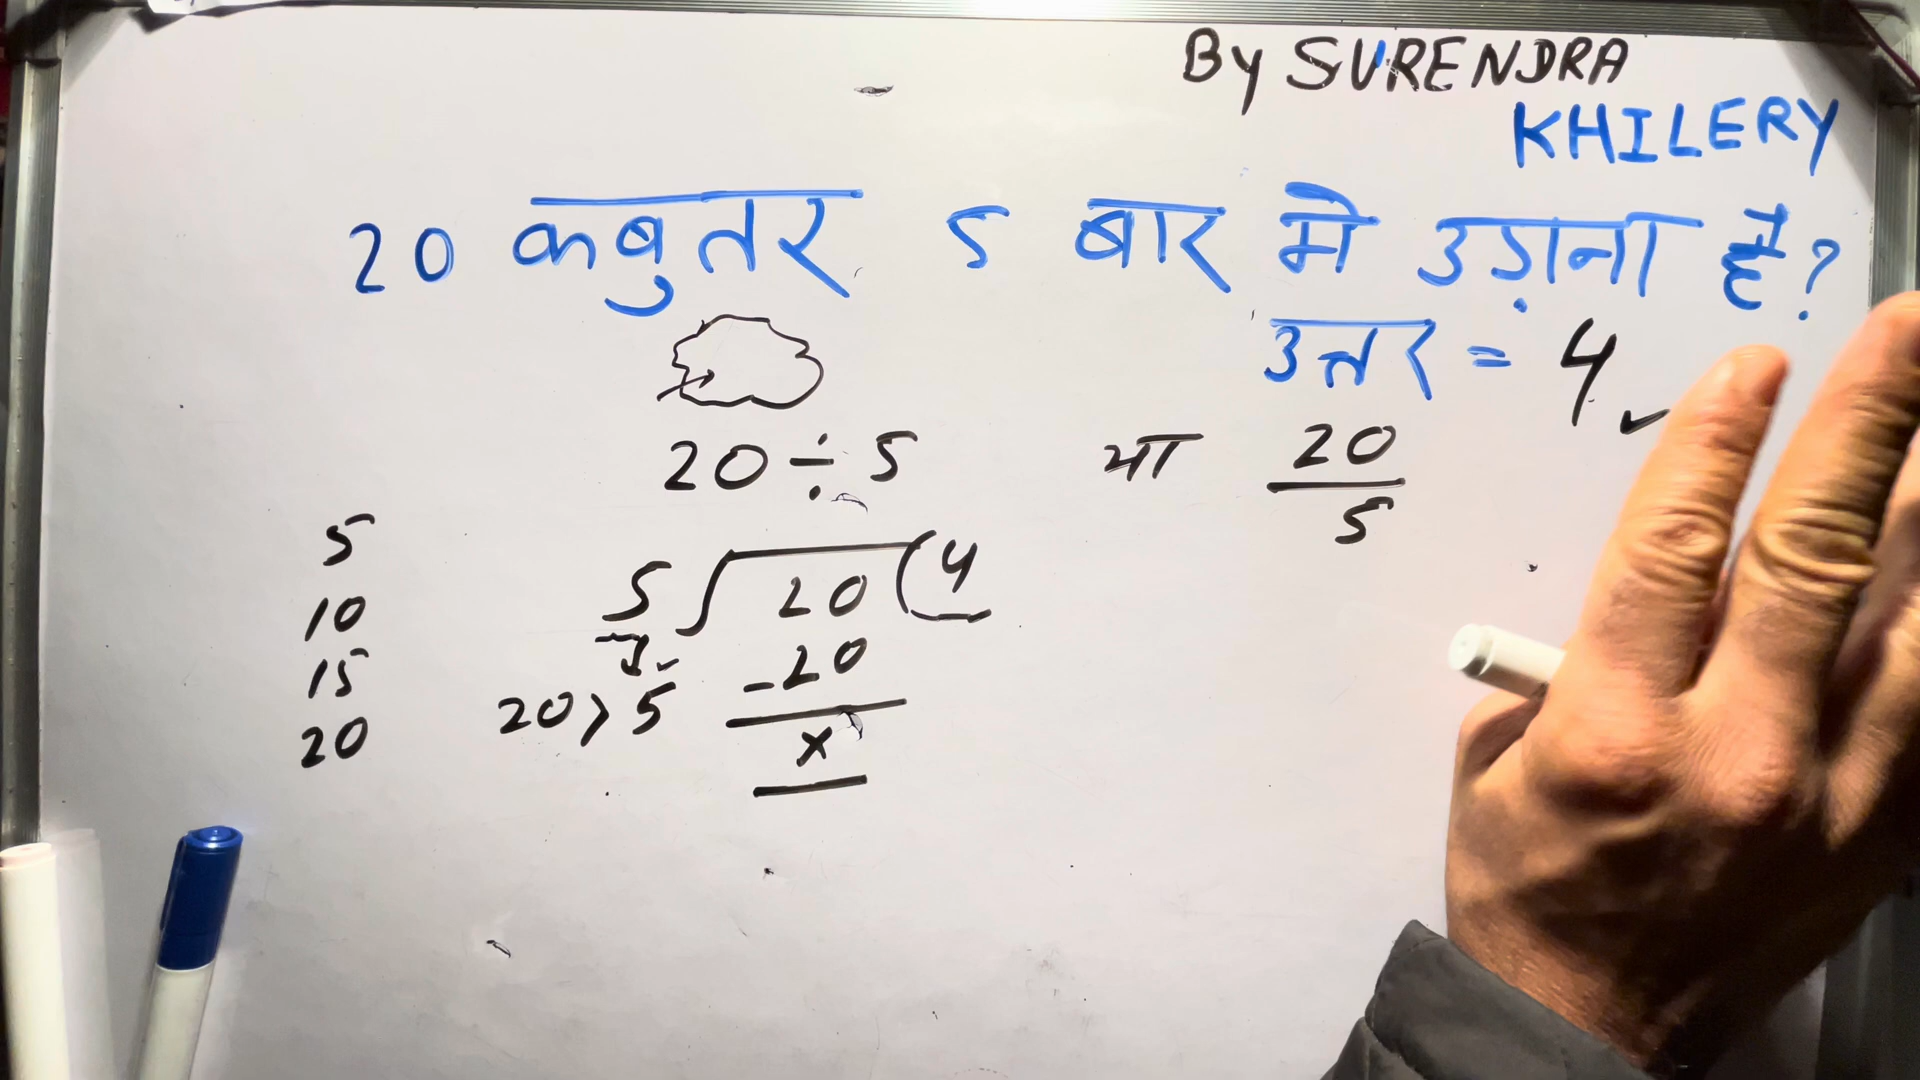 By SURENDRA
KHILERY
20 कबुतर 5 बार मे उड़ाना है?
उत्तर = 4 ✓
20 ÷ 5 या 20/5
5
10
15
20
5 √20 (4
-20
x
20 > 5